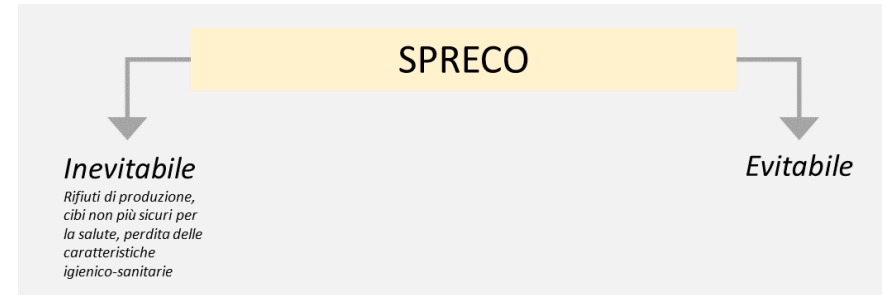 SPRECO
Inevitabile
Rifiuti di produzione,
cibi non più sicuri per
la salute, perdita delle
caratteristiche
igienico-sanitarie
Evitabile